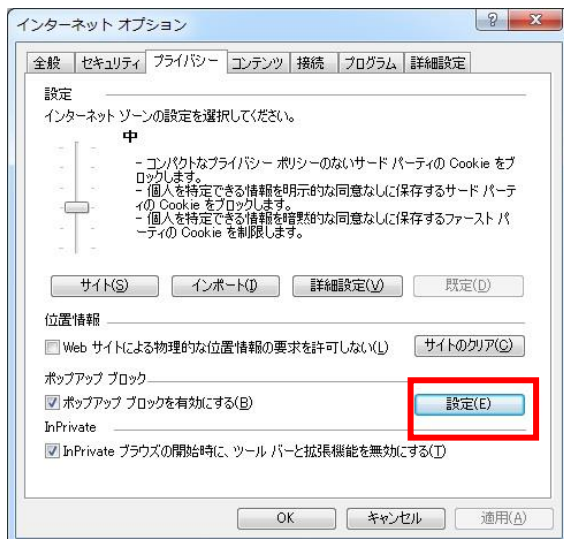 インターネット オプション
全般 セキュリティ プライバシー コンテンツ 接続 プログラム 詳細設定
設定
インターネット ゾーンの設定を選択してください。
中
- コンパクトなプライバシー ポリシーのないサード パーティの Cookie をブ
ロックします。
- 個人を特定できる情報を明示的な同意なしに保存するサード パーテ
ィの Cookie をブロックします。
- 個人を特定できる情報を暗黙的な同意なしに保存するファースト パ
ーティの Cookie を制限します。
サイト(S) インポート(I) 詳細設定(V) 既定(D)
位置情報
Web サイトによる物理的な位置情報の要求を許可しない(L) サイトのクリア(C)
ポップアップ ブロック
ポップアップ ブロックを有効にする(B) 設定(E)
InPrivate
InPrivate ブラウズの開始時に、ツール バーと拡張機能を無効にする(T)
OK キャンセル 適用(A)